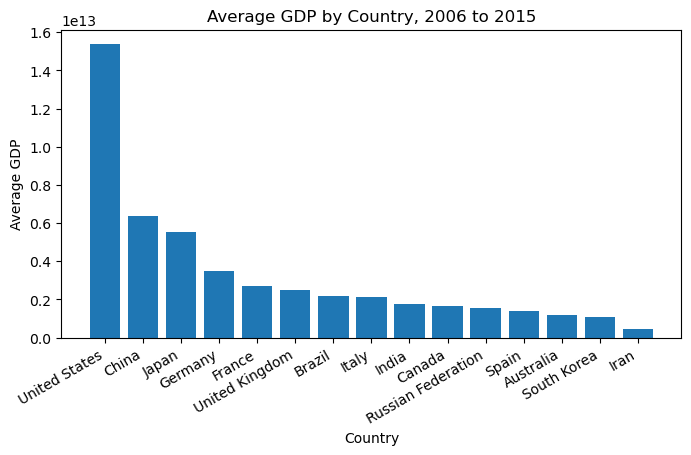 Average GDP by Country, 2006 to 2015
1e13
1.6
1.4
1.2
1.0
0.8
0.6
0.4
0.2
0.0
Average GDP
United States
China
Japan
Germany
France
United Kingdom
Brazil
Italy
India
Canada
Russian Federation
Spain
Australia
South Korea
Iran
Country